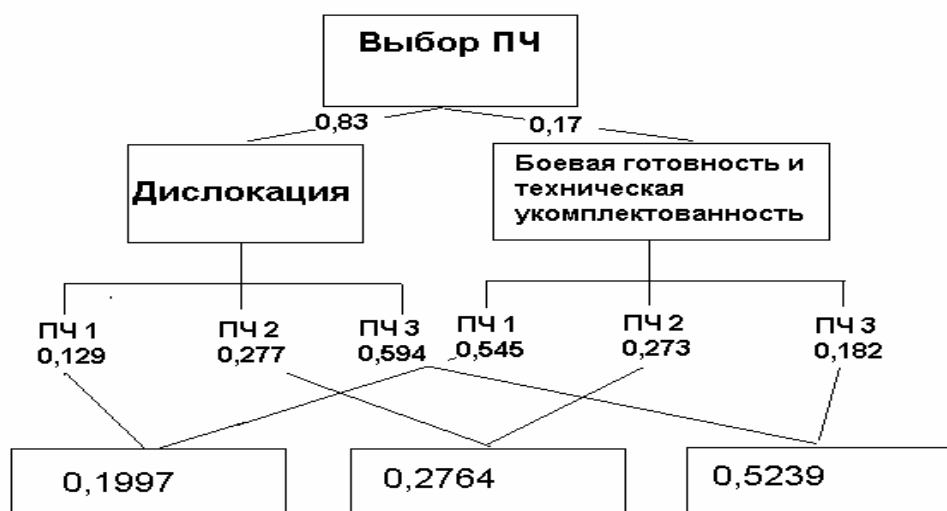 Выбор ПЧ
0,83
0,17
Дислокация
Боевая готовность и
техническая
укомплектованность
ПЧ 1
0,129
ПЧ 2
0,277
ПЧ 3
0,594
ПЧ 1
0,545
ПЧ 2
0,273
ПЧ 3
0,182
0,1997
0,2764
0,5239